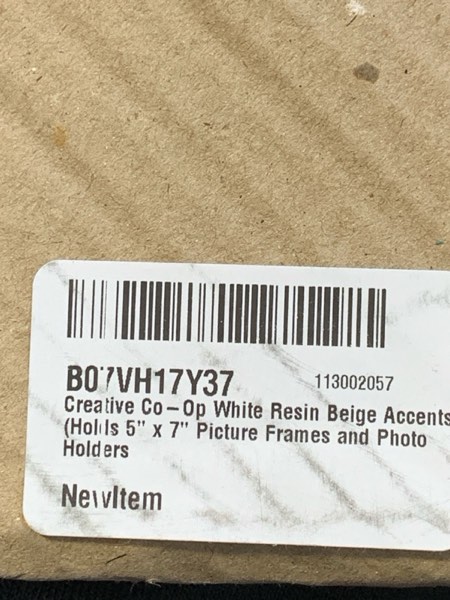 B07VH17Y37 113002057
Creative Co-Op White Resin Beige Accents
(Holds 5" x 7" Picture Frames and Photo
Holders
NewItem